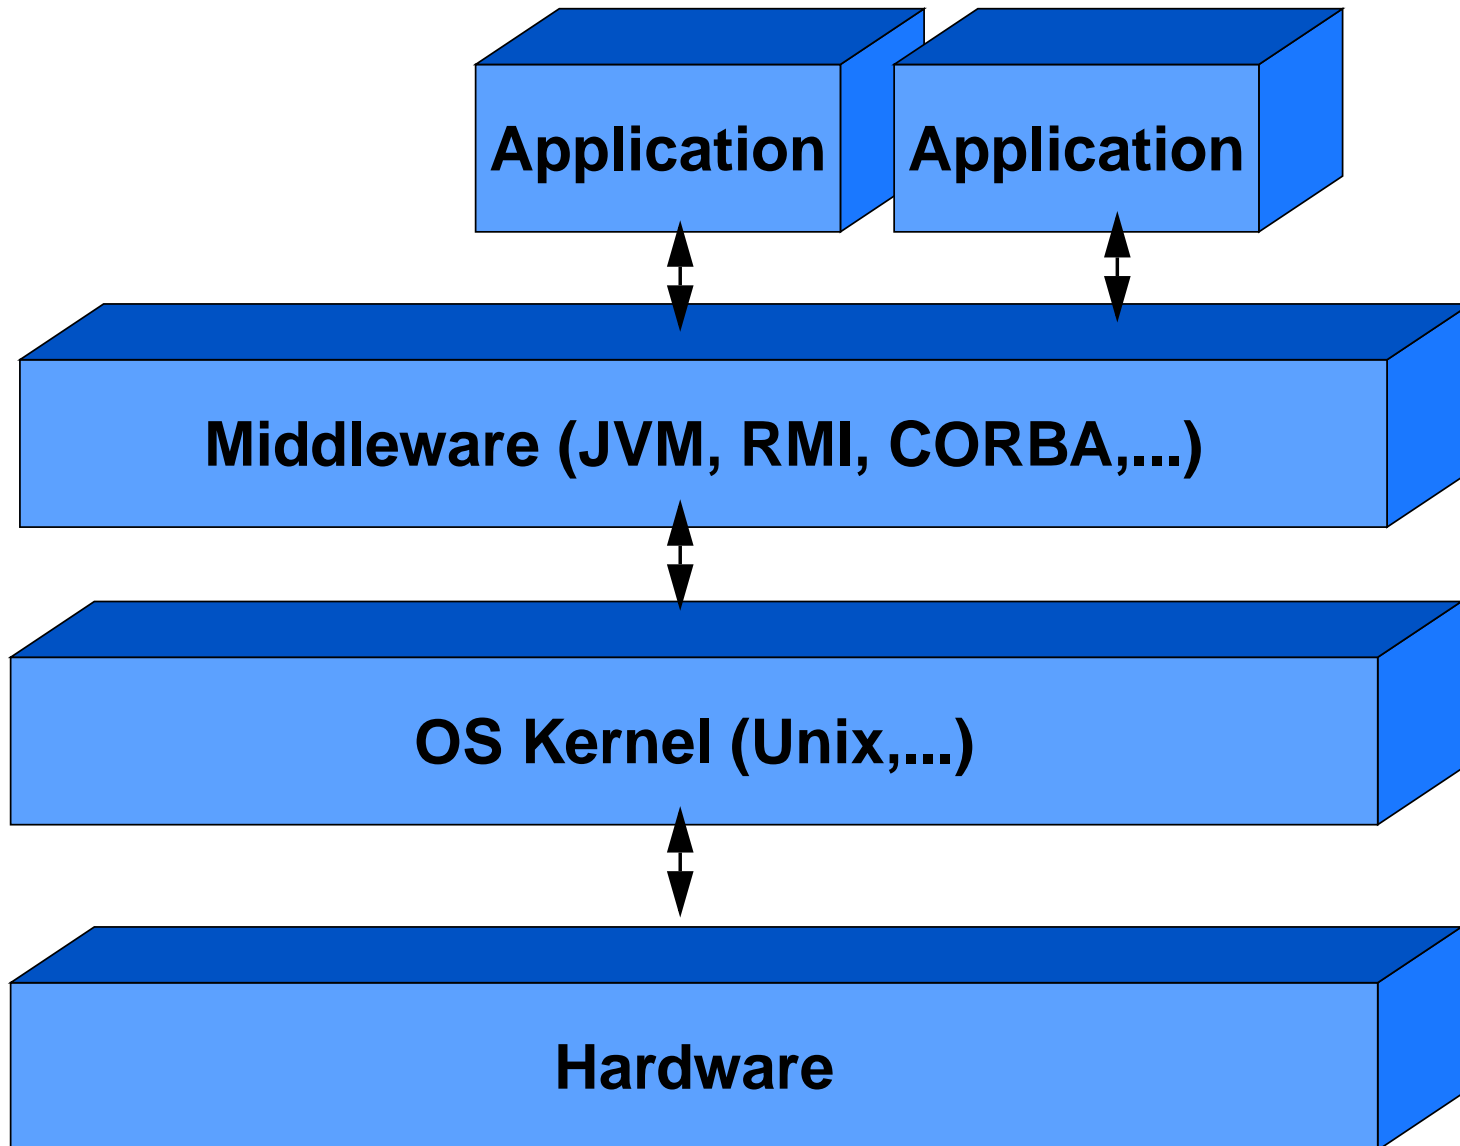 Application
Application
Middleware (JVM, RMI, CORBA,...)
OS Kernel (Unix,...)
Hardware